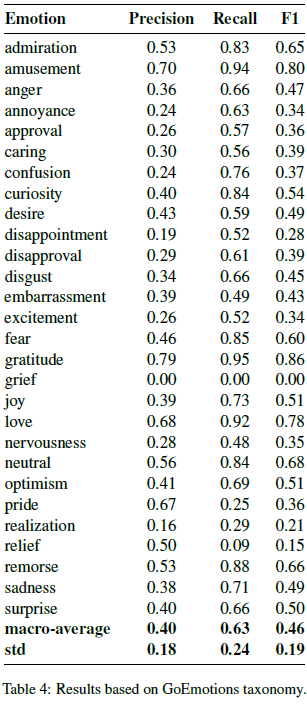 Emotion Precision Recall F1
admiration 0.53 0.83 0.65
amusement 0.70 0.94 0.80
anger 0.36 0.66 0.47
annoyance 0.24 0.63 0.34
approval 0.26 0.57 0.36
caring 0.30 0.56 0.39
confusion 0.24 0.76 0.37
curiosity 0.40 0.84 0.54
desire 0.43 0.59 0.49
disappointment 0.19 0.52 0.28
disapproval 0.29 0.61 0.39
disgust 0.34 0.66 0.45
embarrassment 0.39 0.49 0.43
excitement 0.26 0.52 0.34
fear 0.46 0.85 0.60
gratitude 0.79 0.95 0.86
grief 0.00 0.00 0.00
joy 0.39 0.73 0.51
love 0.68 0.92 0.78
nervousness 0.28 0.48 0.35
neutral 0.56 0.84 0.68
optimism 0.41 0.69 0.51
pride 0.67 0.25 0.36
realization 0.16 0.29 0.21
relief 0.50 0.09 0.15
remorse 0.53 0.88 0.66
sadness 0.38 0.71 0.49
surprise 0.40 0.66 0.50
macro-average 0.40 0.63 0.46
std 0.18 0.24 0.19
Table 4: Results based on GoEmotions taxonomy.